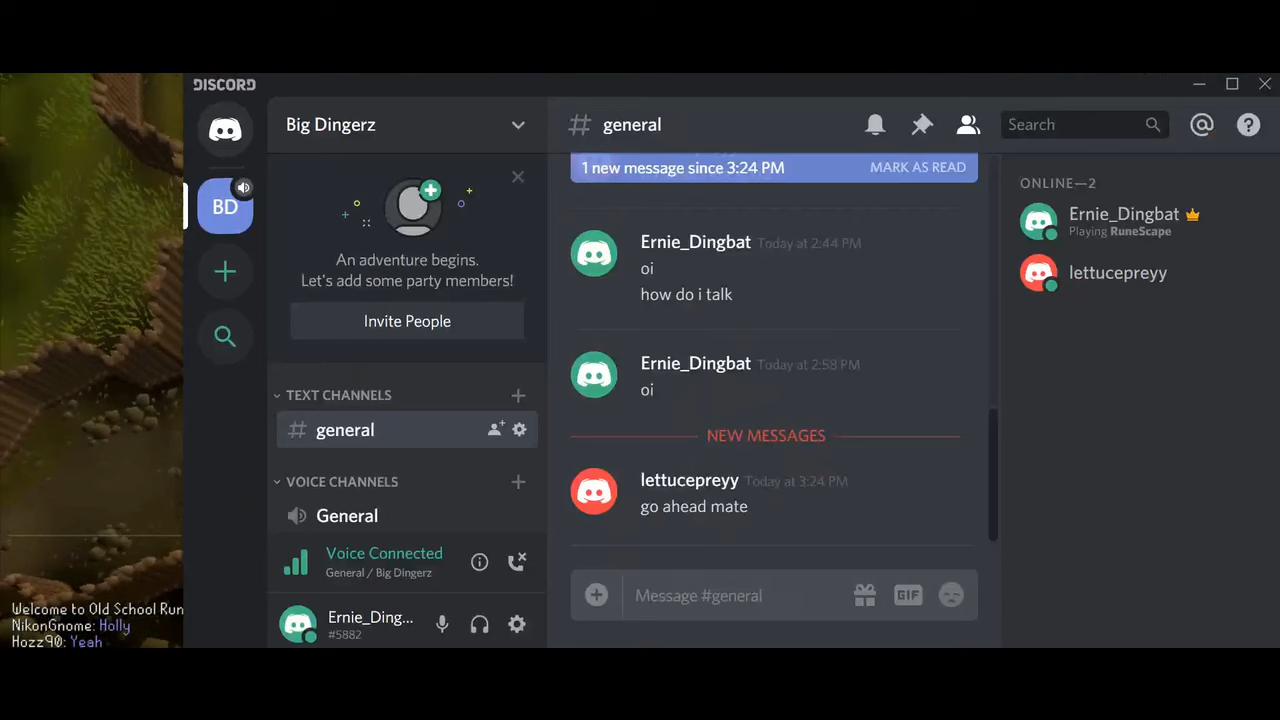 DISCORD
BD
Big Dingerz
An adventure begins.
Let's add some party members!
Invite People
TEXT CHANNELS
# general
VOICE CHANNELS
General
Voice Connected
General / Big Dingerz
Ernie_Ding...
#5882
# general
Search
1 new message since 3:24 PM MARK AS READ
Ernie_Dingbat Today at 2:44 PM
oi
how do i talk
Ernie_Dingbat Today at 2:58 PM
oi
NEW MESSAGES
lettucepreyy Today at 3:24 PM
go ahead mate
Message #general
GIF
ONLINE—2
Ernie_Dingbat
Playing RuneScape
lettucepreyy
Welcome to Old School Run
NikonGnome: Holly
Hozz90: Yeah